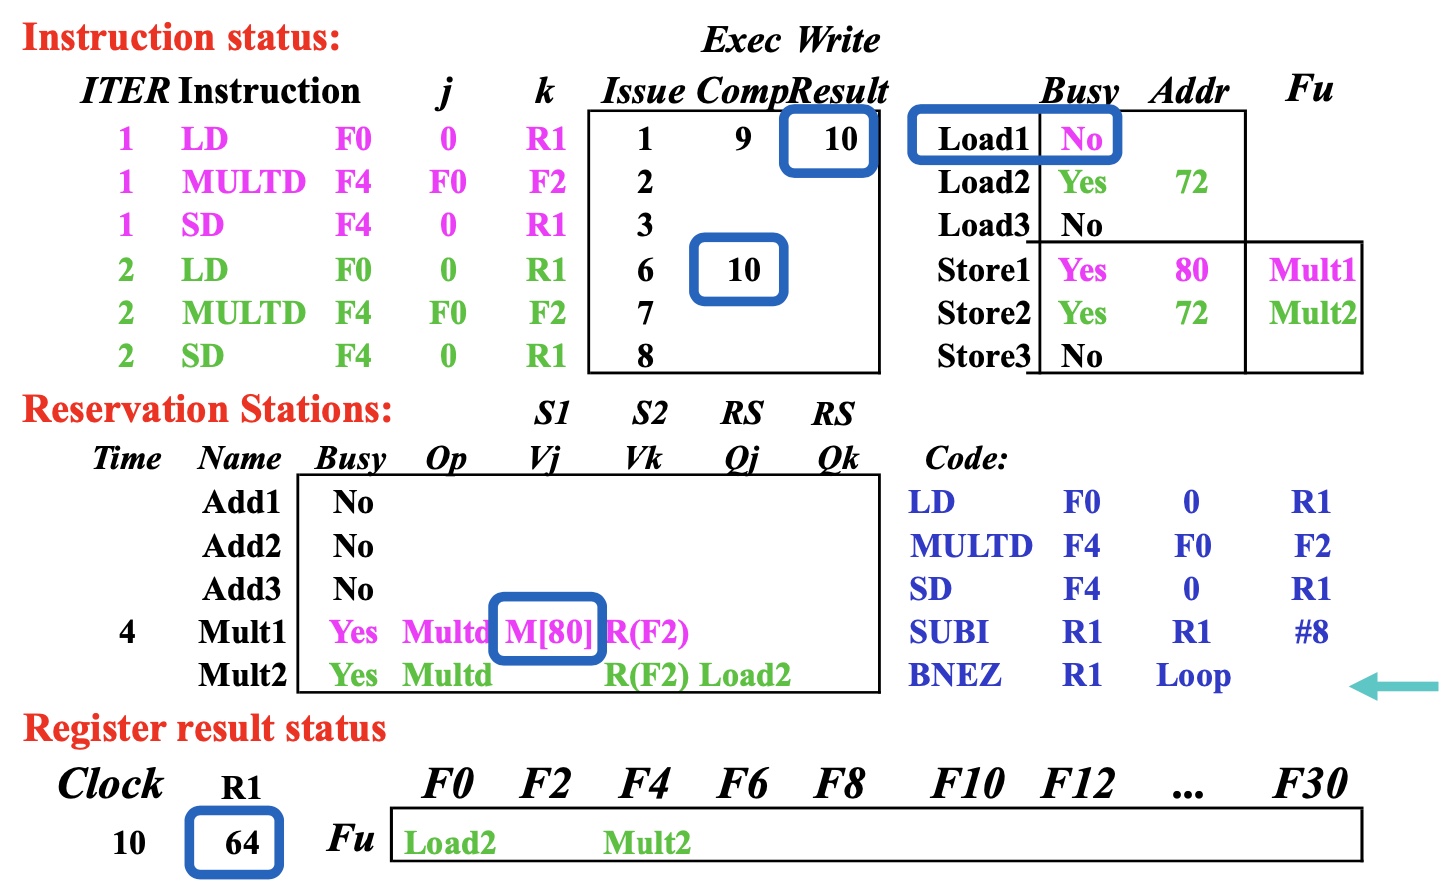 Instruction status:
Exec Write
ITER Instruction j k Issue Comp Result Busy Addr Fu
1 LD F0 0 R1 1 9 10 Load1 No
1 MULTD F4 F0 F2 2 Load2 Yes 72
1 SD F4 0 R1 3 Load3 No
2 LD F0 0 R1 6 10 Store1 Yes 80 Mult1
2 MULTD F4 F0 F2 7 Store2 Yes 72 Mult2
2 SD F4 0 R1 8 Store3 No
Reservation Stations: S1 S2 RS RS
Time Name Busy Op Vj Vk Qj Qk Code:
Add1 No LD F0 0 R1
Add2 No MULTD F4 F0 F2
Add3 No SD F4 0 R1
4 Mult1 Yes Multd M[80] R(F2) SUBI R1 R1 #8
Mult2 Yes Multd R(F2) Load2 BNEZ R1 Loop
Register result status
Clock R1 F0 F2 F4 F6 F8 F10 F12 ... F30
10 64 Fu Load2 Mult2